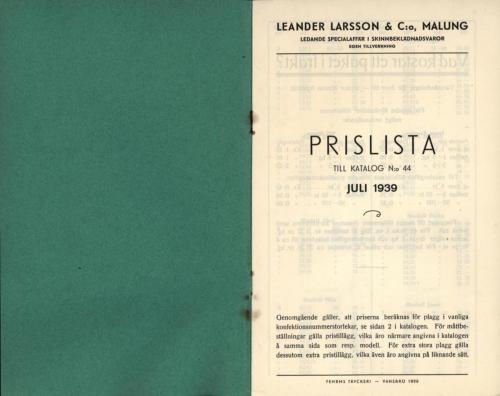 LEANDER LARSSON & C:o, MALUNG
LEDANDE SPECIALAFFÄR I SKINNBEKLÄDNADSVAROR
EGEN TILLVERKNING
PRISLISTA
TILL KATALOG N:o 44
JULI 1939
Genomgående gäller, att priserna beräknas för plagg i vanliga
konfektionsnummerstorlekar, se sidan 2 i katalogen. För måttbe-
ställningar gälla pristillägg, vilka äro närmare angivna i katalogen
å samma sida som resp. modell. För extra stora plagg gälla
dessutom extra pristillägg, vilka även äro angivna på liknande sätt.
FEHRMS TRYCKERI — VANSBRO 1939